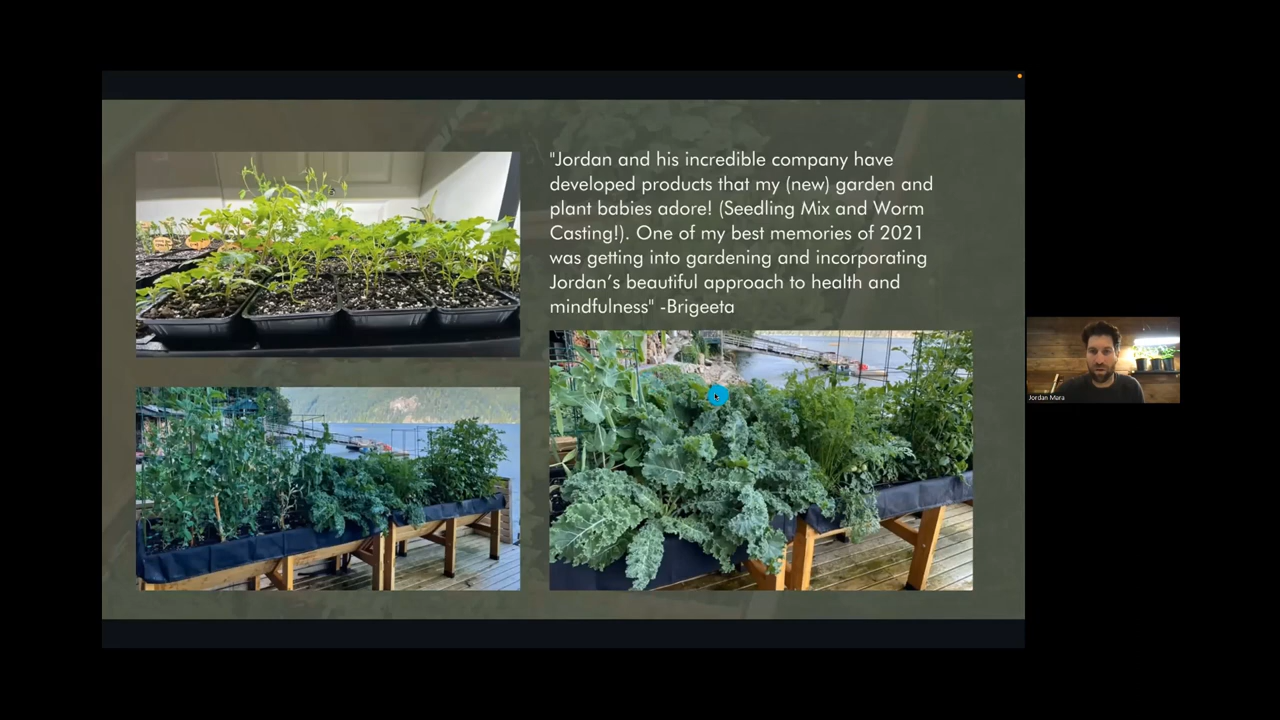 "Jordan and his incredible company have
developed products that my (new) garden and
plant babies adore! (Seedling Mix and Worm
Casting!). One of my best memories of 2021
was getting into gardening and incorporating
Jordan’s beautiful approach to health and
mindfulness" -Brigeeta
Jordan Mara